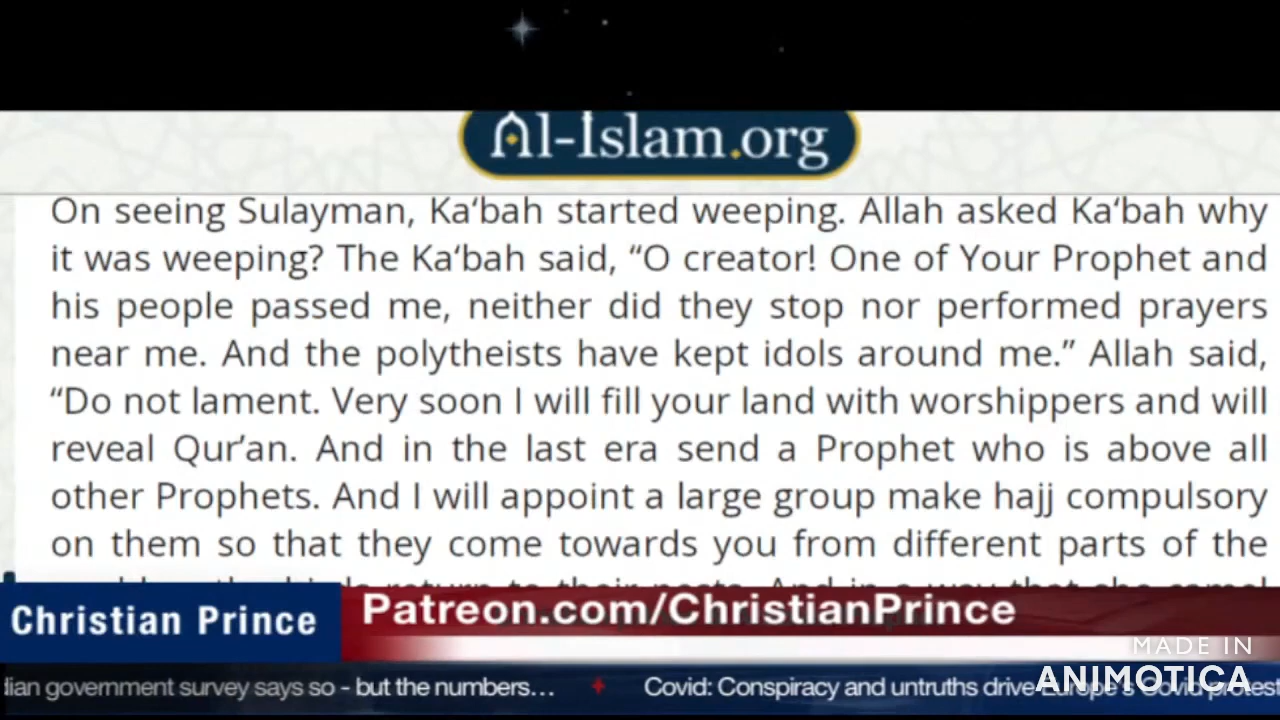 Al-Islam.org
On seeing Sulayman, Ka‘bah started weeping. Allah asked Ka‘bah why
it was weeping? The Ka‘bah said, “O creator! One of Your Prophet and
his people passed me, neither did they stop nor performed prayers
near me. And the polytheists have kept idols around me.” Allah said,
“Do not lament. Very soon I will fill your land with worshippers and will
reveal Qur’an. And in the last era send a Prophet who is above all
other Prophets. And I will appoint a large group make hajj compulsory
on them so that they come towards you from different parts of the
Christian Prince
Patreon.com/ChristianPrince
MADE IN
ANIMOTICA
dian government survey says so - but the numbers... Covid: Conspiracy and untruths drive Europe's Covid protest